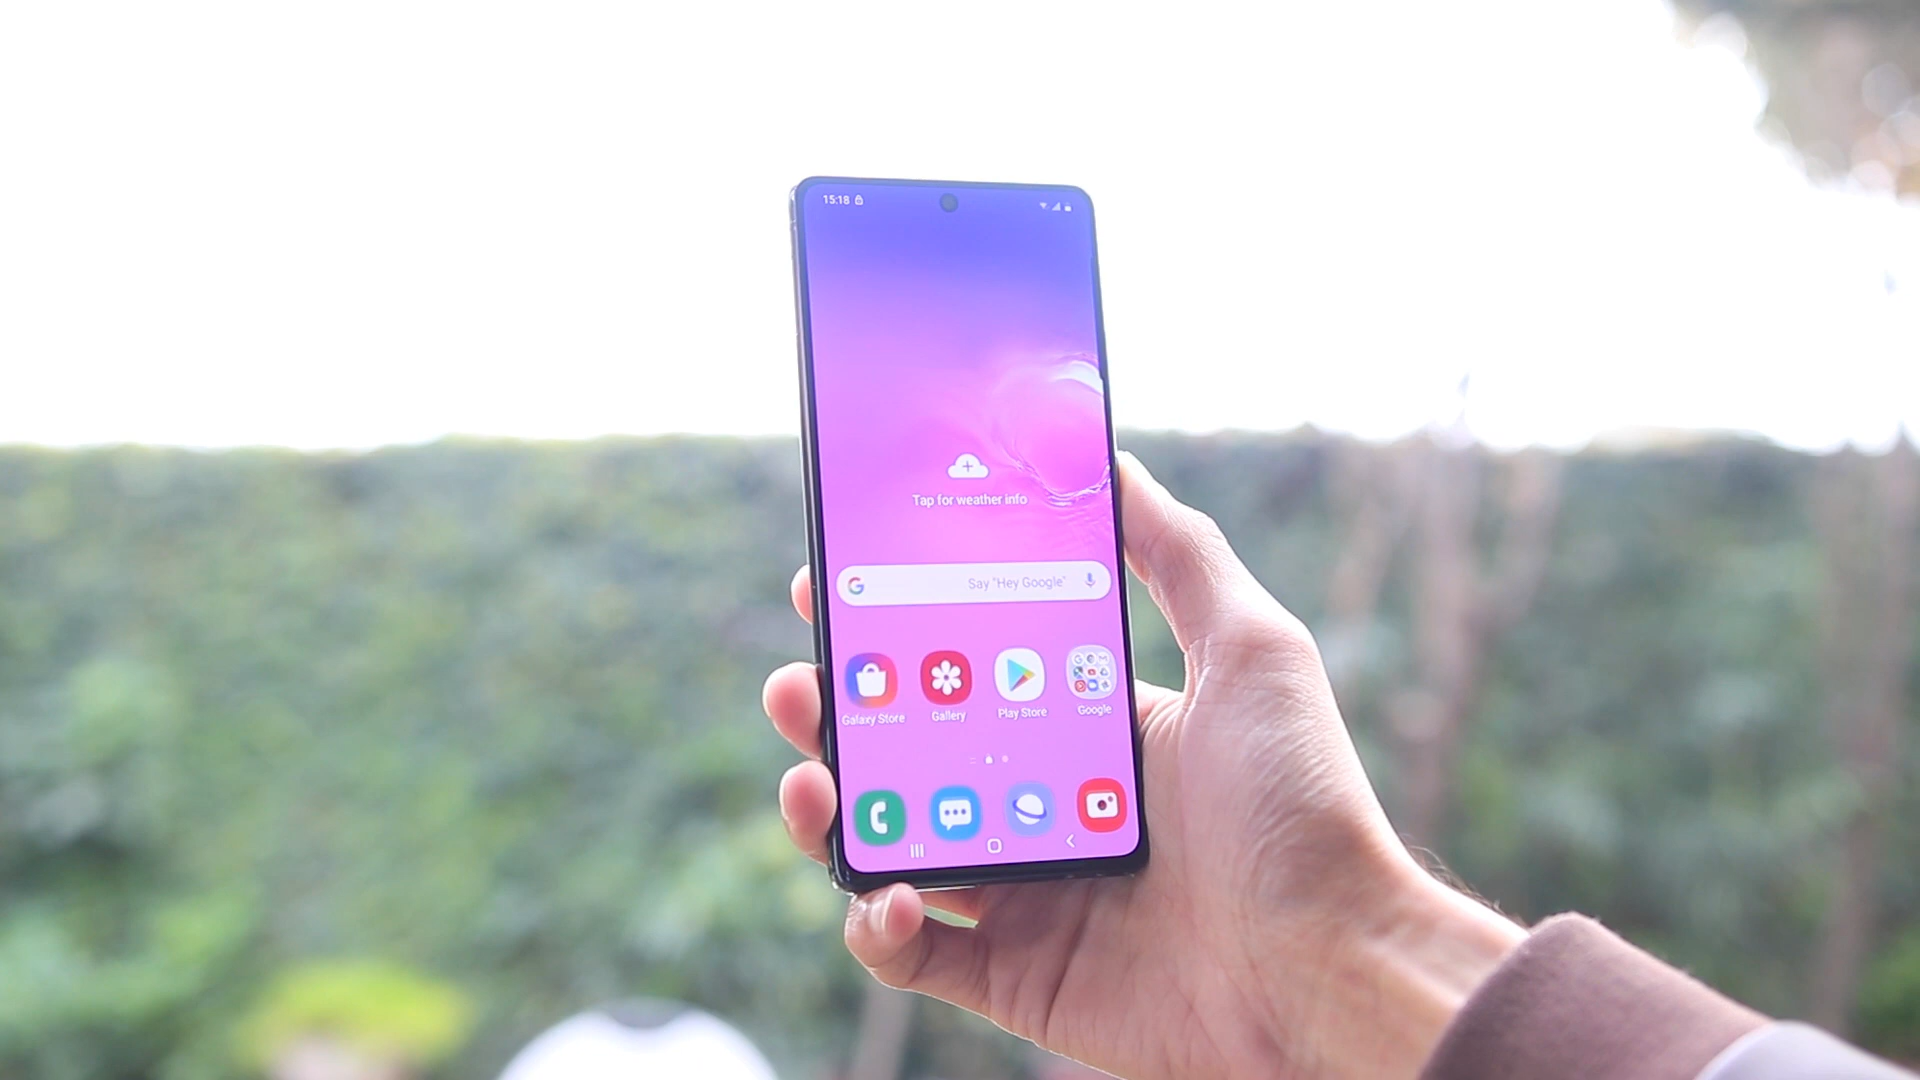 15:18
Tap for weather info
Say "Hey Google"
Galaxy Store
Gallery
Play Store
Google